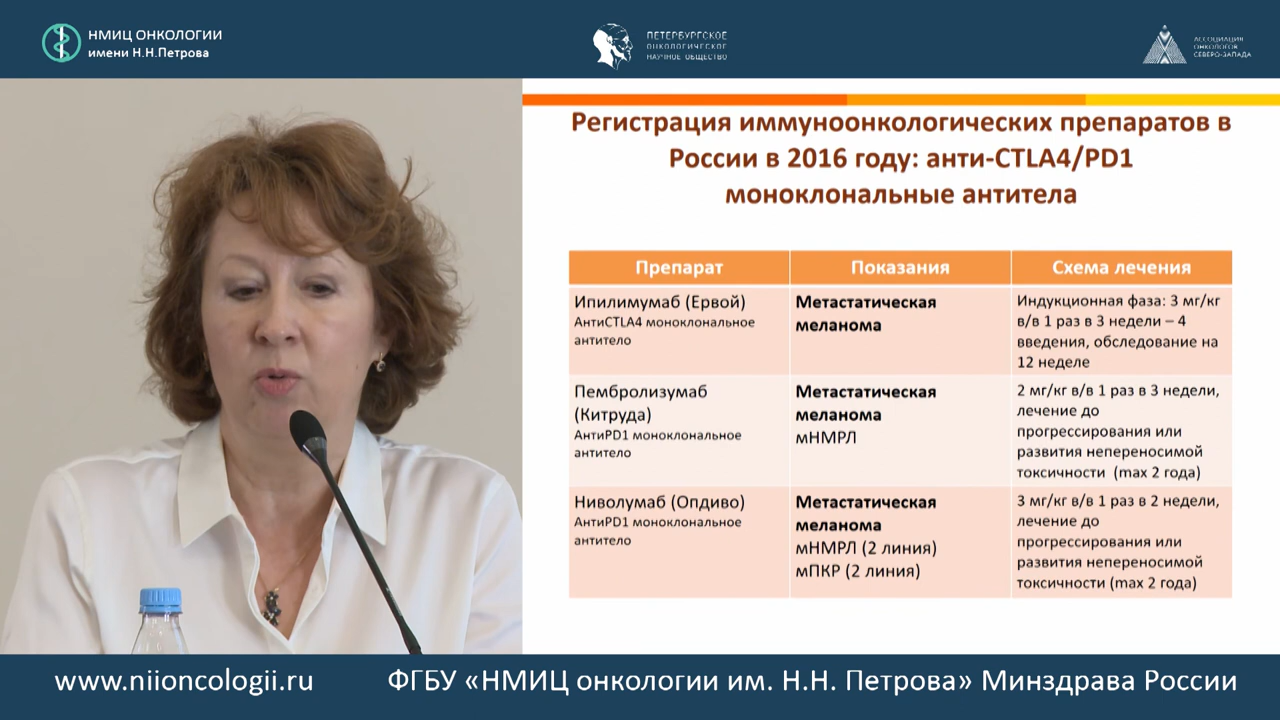 НМИЦ ОНКОЛОГИИ
имени Н.Н.Петрова
ПЕТЕРБУРГСКОЕ
ОНКОЛОГИЧЕСКОЕ
НАУЧНОЕ ОБЩЕСТВО
АССОЦИАЦИЯ
ОНКОЛОГОВ
СЕВЕРО-ЗАПАДА
Регистрация иммуноонкологических препаратов в
России в 2016 году: анти-CTLA4/PD1
моноклональные антитела
Препарат
Показания
Схема лечения
Ипилимумаб (Ервой)
АнтиCTLA4 моноклональное
антитело
Метастатическая
меланома
Индукционная фаза: 3 мг/кг
в/в 1 раз в 3 недели – 4
введения, обследование на
12 неделе
Пембролизумаб
(Китруда)
АнтиPD1 моноклональное
антитело
Метастатическая
меланома
мНМРЛ
2 мг/кг в/в 1 раз в 3 недели,
лечение до
прогрессирования или
развития непереносимой
токсичности (max 2 года)
Ниволумаб (Опдиво)
АнтиPD1 моноклональное
антитело
Метастатическая
меланома
мНМРЛ (2 линия)
мПКР (2 линия)
3 мг/кг в/в 1 раз в 2 недели,
лечение до
прогрессирования или
развития непереносимой
токсичности (max 2 года)
www.niioncologii.ru
ФГБУ «НМИЦ онкологии им. Н.Н. Петрова» Минздрава России